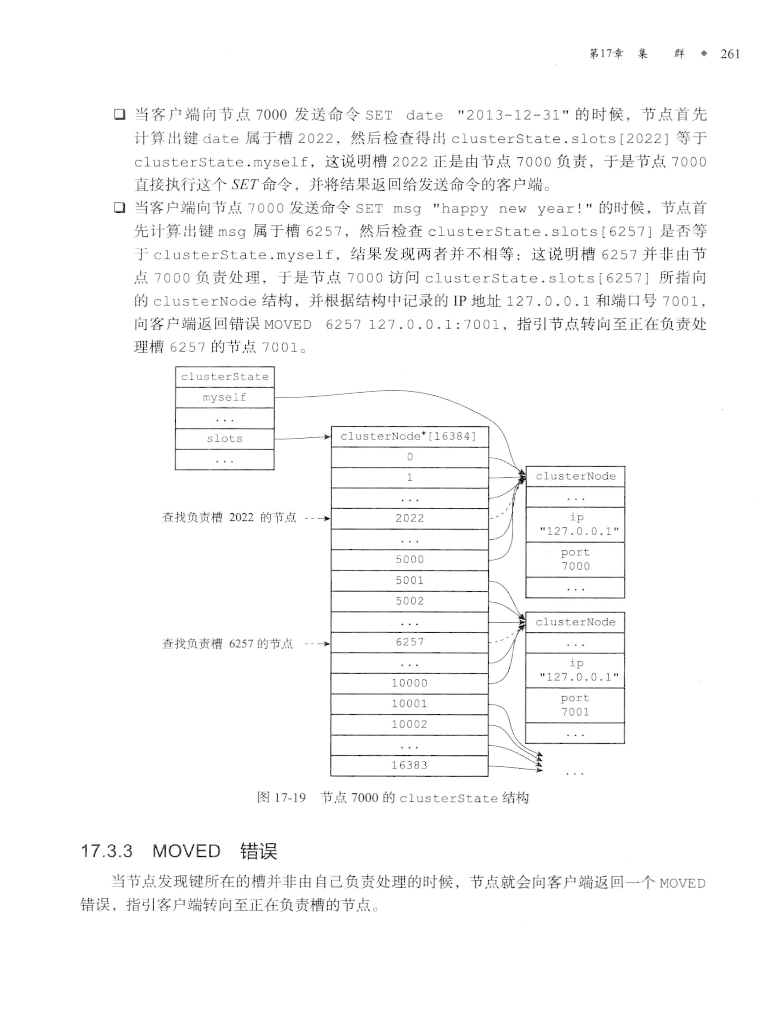 第17章 集 群 ◆ 261
❑ 当客户端向节点 7000 发送命令 SET date "2013-12-31" 的时候，节点首先
计算出键 date 属于槽 2022，然后检查得出 clusterState.slots[2022] 等于
clusterState.myself，这说明槽 2022 正是由节点 7000 负责，于是节点 7000
直接执行这个 SET 命令，并将结果返回给发送命令的客户端。
❑ 当客户端向节点 7000 发送命令 SET msg "happy new year!" 的时候，节点首
先计算出键 msg 属于槽 6257，然后检查 clusterState.slots[6257] 是否等
于 clusterState.myself，结果发现两者并不相等：这说明槽 6257 并非由节
点 7000 负责处理，于是节点 7000 访问 clusterState.slots[6257] 所指向
的 clusterNode 结构，并根据结构中记录的 IP 地址 127.0.0.1 和端口号 7001，
向客户端返回错误 MOVED 6257 127.0.0.1:7001，指引节点转向至正在负责处
理槽 6257 的节点 7001。
clusterState
myself
...
slots
...
clusterNode*[16384]
0
1
...
查找负责槽 2022 的节点
2022
...
5000
5001
5002
...
查找负责槽 6257 的节点
6257
...
10000
10001
10002
...
16383
clusterNode
...
ip
"127.0.0.1"
port
7000
...
clusterNode
...
ip
"127.0.0.1"
port
7001
...
...
图 17-19 节点 7000 的 clusterState 结构
17.3.3 MOVED 错误
当节点发现键所在的槽并非由自己负责处理的时候，节点就会向客户端返回一个 MOVED
错误，指引客户端转向至正在负责槽的节点。